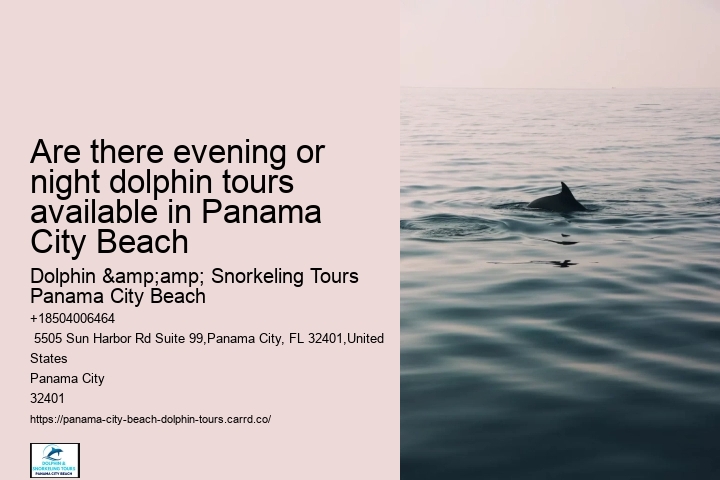 Are there evening or
night dolphin tours
available in Panama
City Beach
Dolphin &amp;amp; Snorkeling Tours
Panama City Beach
+18504006464
5505 Sun Harbor Rd Suite 99,Panama City, FL 32401,United
States
Panama City
32401
https://panama-city-beach-dolphin-tours.carrd.co/
DOLPHIN &
SNORKELING TOURS
PANAMA CITY BEACH